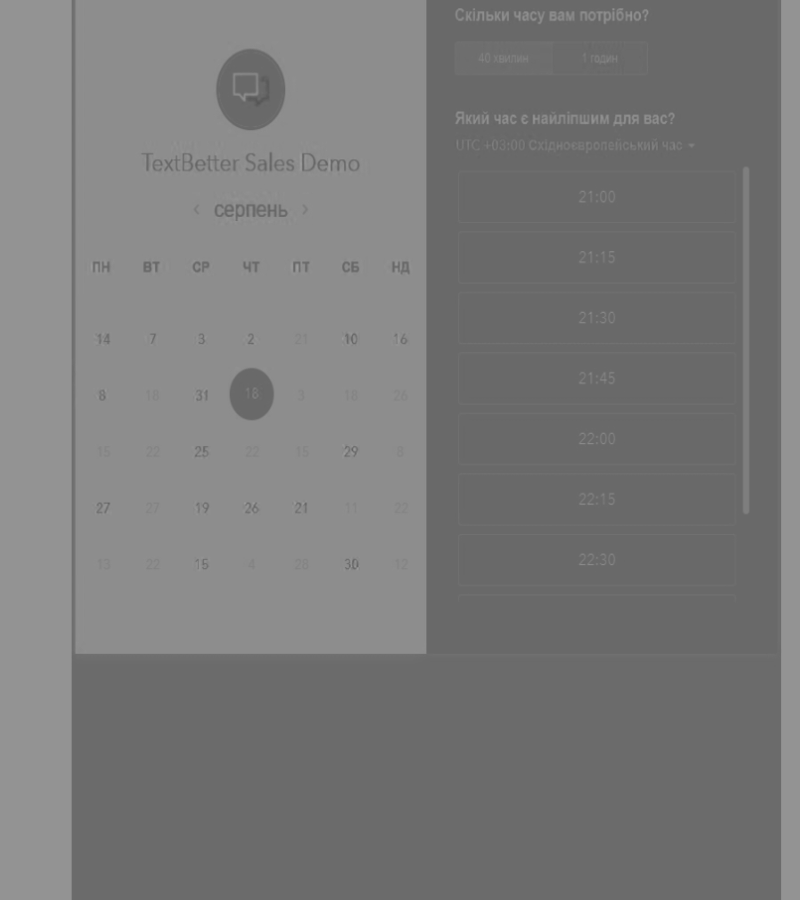 TextBetter Sales Demo
серпень
ПН ВТ СР ЧТ ПТ СБ НД
14 7 3 2 21 10 16
8 18 31 18 3 18 26
15 22 25 22 15 29 8
27 27 19 26 21 11 22
13 22 15 4 28 30 12
Скільки часу вам потрібно?
40 хвилин 1 годин
Який час є найліпшим для вас?
UTC +03:00 Східноєвропейський час
21:00
21:15
21:30
21:45
22:00
22:15
22:30